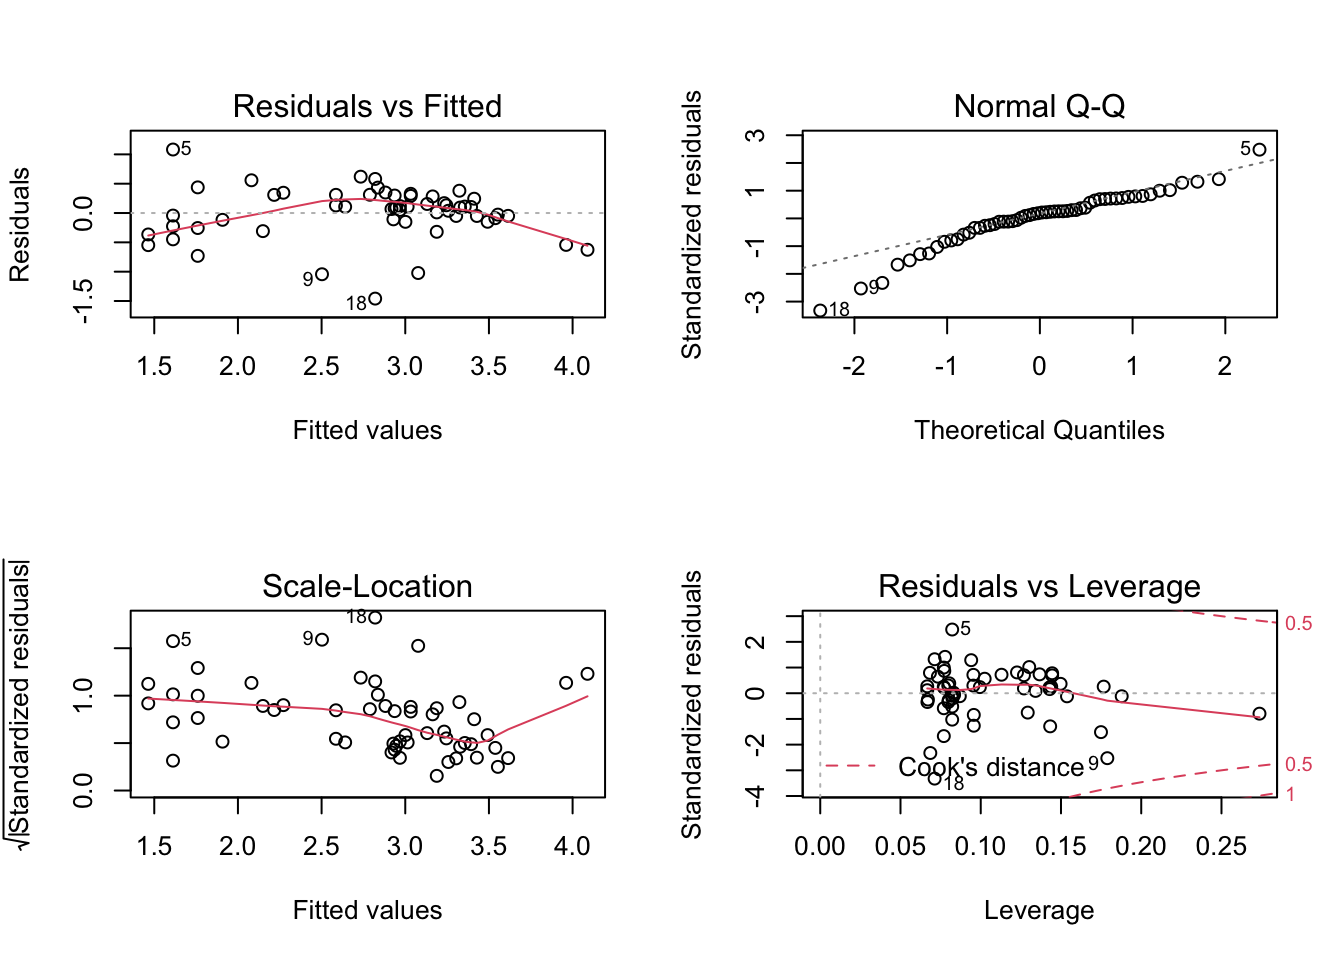 Residuals vs Fitted
Residuals
0.0
-1.5
5
9
18
1.5 2.0 2.5 3.0 3.5 4.0
Fitted values
Normal Q-Q
Standardized residuals
3
1
-1
-3
5
9
18
-2 -1 0 1 2
Theoretical Quantiles
Scale-Location
√|Standardized residuals|
1.0
0.0
18
9
5
1.5 2.0 2.5 3.0 3.5 4.0
Fitted values
Residuals vs Leverage
Standardized residuals
2
0
-2
-4
5
0.5
Cook's distance
9
0.5
18
1
0.00 0.05 0.10 0.15 0.20 0.25
Leverage